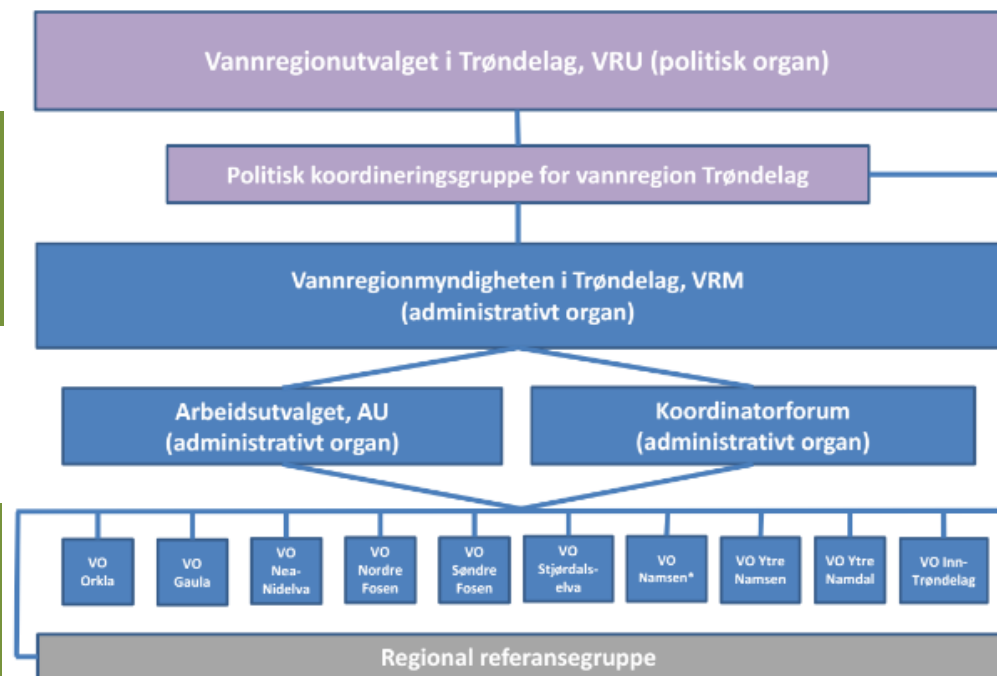 Vannregionutvalget i Trøndelag, VRU (politisk organ)
Politisk koordineringsgruppe for vannregion Trøndelag
Vannregionmyndigheten i Trøndelag, VRM
(administrativt organ)
Arbeidsutvalget, AU
(administrativt organ)
Koordinatorforum
(administrativt organ)
VO
Orkla
VO
Gaula
VO
Nea-
Nidelva
VO
Nordre
Fosen
VO
Søndre
Fosen
VO
Stjørdals-
elva
VO
Namsen*
VO Ytre
Namsen
VO Ytre
Namdal
VO Inn-
Trøndelag
Regional referansegruppe